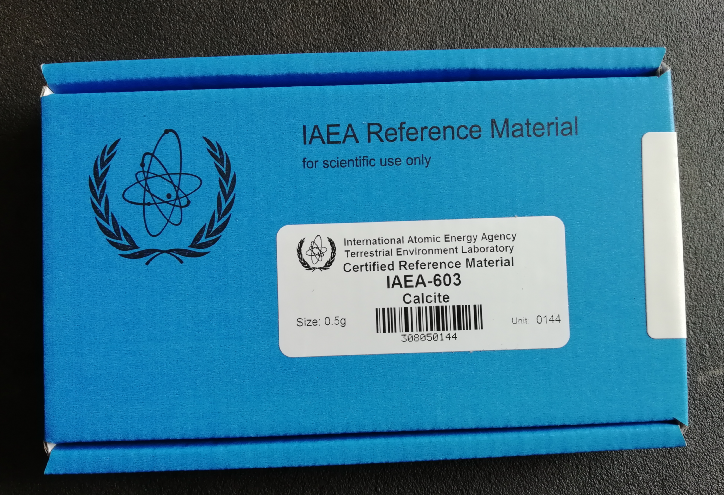 IAEA Reference Material
for scientific use only
International Atomic Energy Agency
Terrestrial Environment Laboratory
Certified Reference Material
IAEA-603
Calcite
Size: 0.5g
Unit 0144
308050144